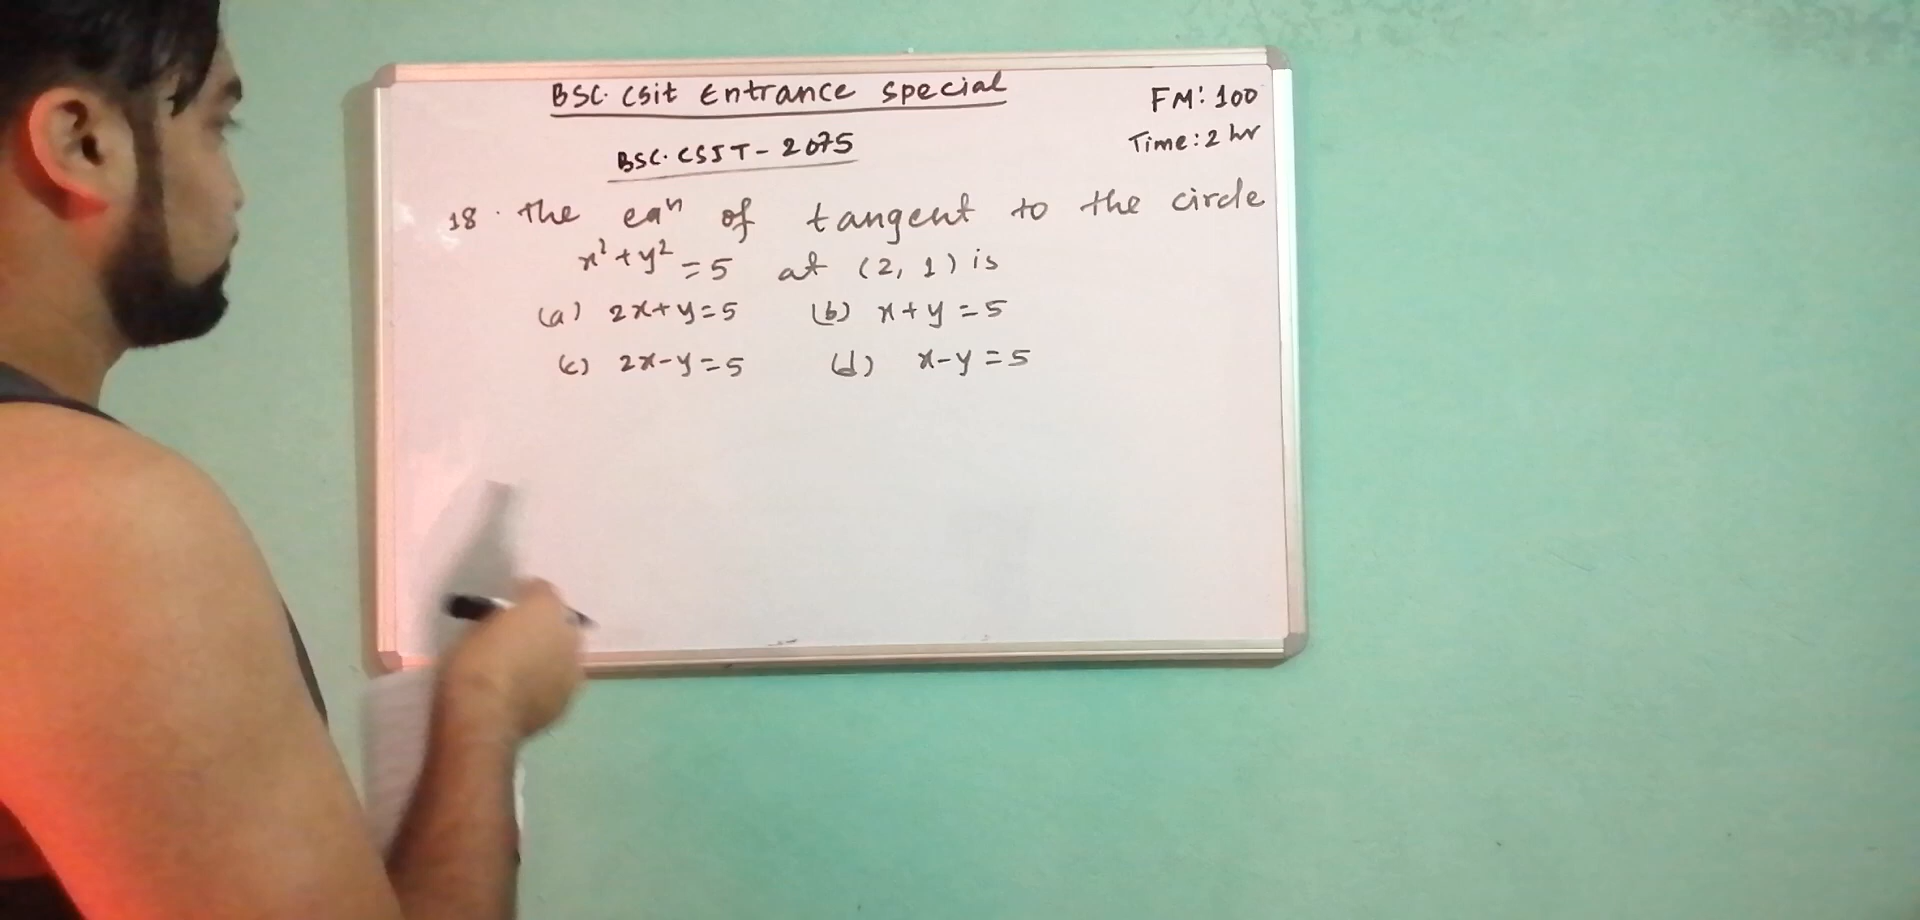 BSC. CSit Entrance Special
FM: 100
Time: 2 hr
BSC. CSIT - 2075
18. The eqⁿ of tangent to the circle
x² + y² = 5 at (2, 1) is
(a) 2x+y=5 (b) x+y=5
(c) 2x-y=5 (d) x-y=5